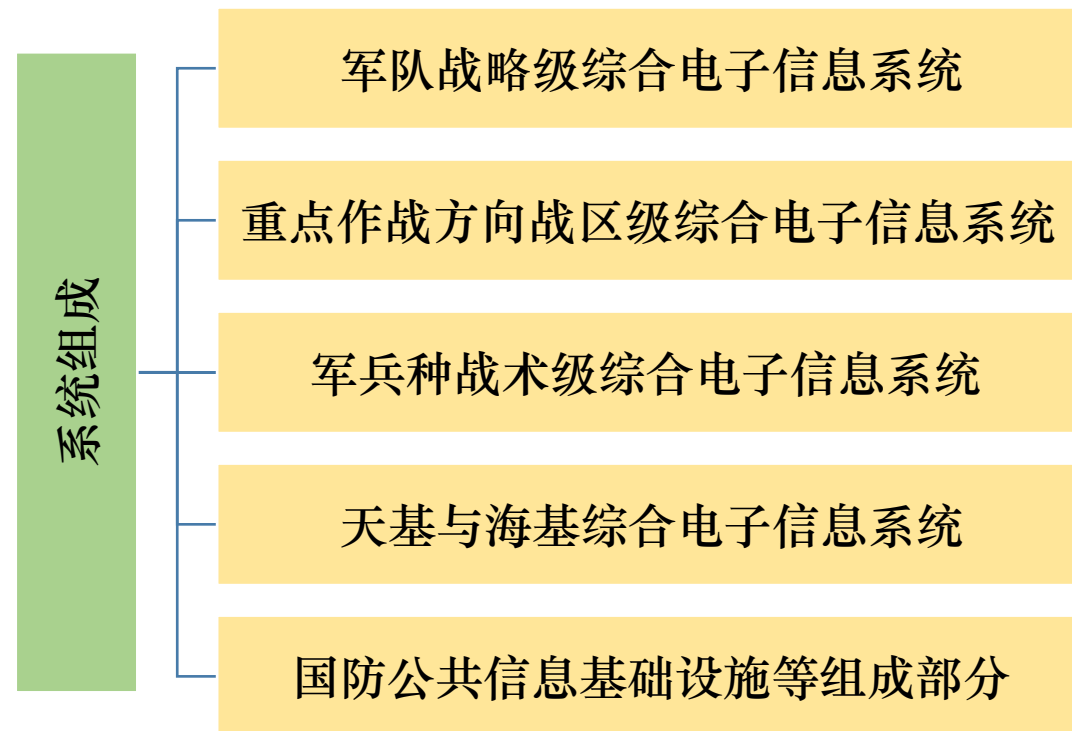 系统组成
军队战略级综合电子信息系统
重点作战方向战区级综合电子信息系统
军兵种战术级综合电子信息系统
天基与海基综合电子信息系统
国防公共信息基础设施等组成部分